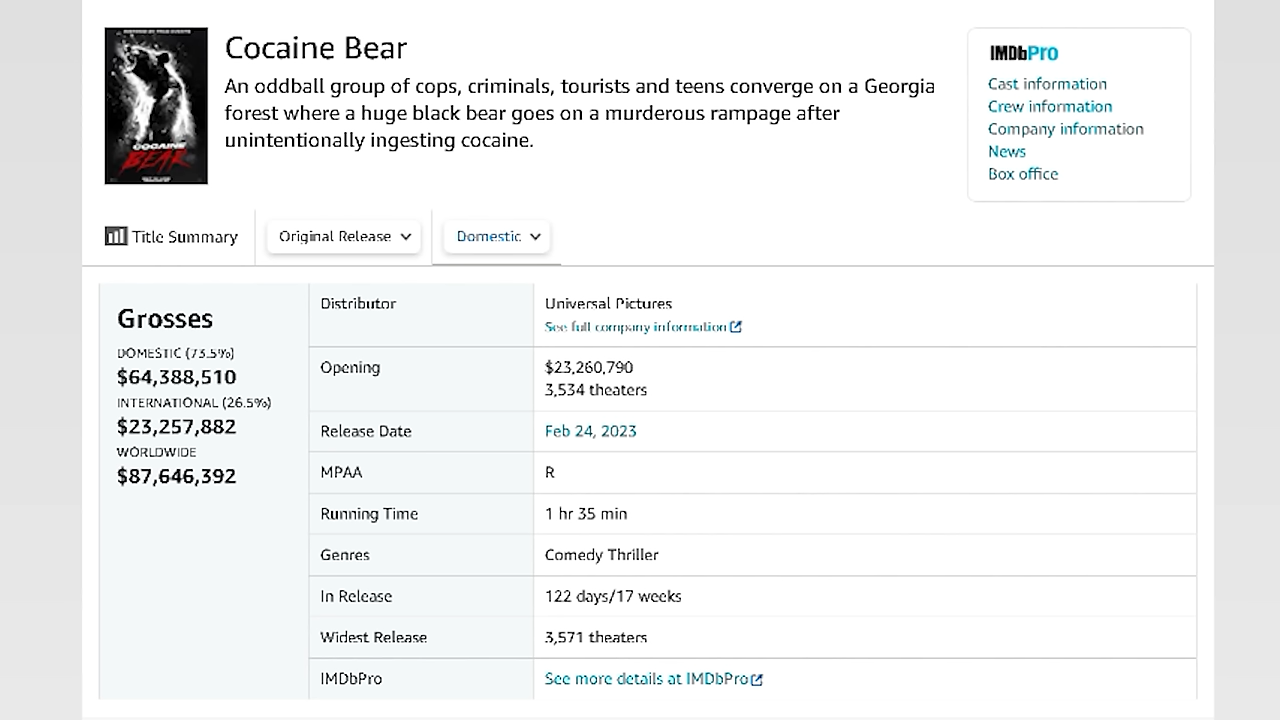 Cocaine Bear
An oddball group of cops, criminals, tourists and teens converge on a Georgia
forest where a huge black bear goes on a murderous rampage after
unintentionally ingesting cocaine.
COCAINE
BEAR
IMDbPro
Cast information
Crew information
Company information
News
Box office
Title Summary
Original Release
Domestic
Grosses
DOMESTIC (73.5%)
$64,388,510
INTERNATIONAL (26.5%)
$23,257,882
WORLDWIDE
$87,646,392
Distributor
Universal Pictures
See full company information
Opening
$23,260,790
3,534 theaters
Release Date
Feb 24, 2023
MPAA
R
Running Time
1 hr 35 min
Genres
Comedy Thriller
In Release
122 days/17 weeks
Widest Release
3,571 theaters
IMDbPro
See more details at IMDbPro